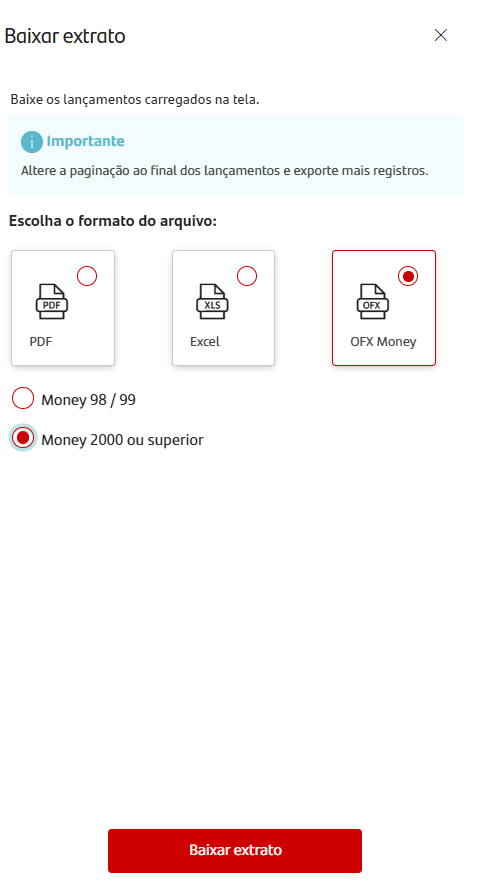 Baixar extrato
Baixe os lançamentos carregados na tela.
Importante
Altere a paginação ao final dos lançamentos e exporte mais registros.
Escolha o formato do arquivo:
PDF
PDF
XLS
Excel
OFX
OFX Money
Money 98 / 99
Money 2000 ou superior
Baixar extrato